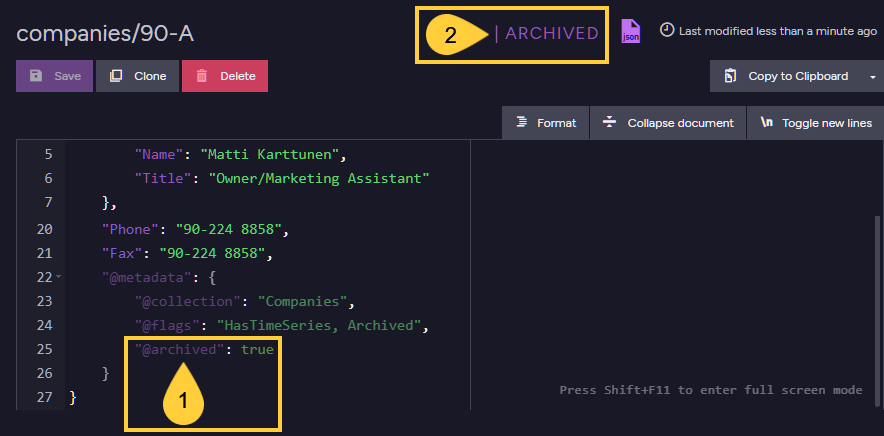 companies/90-A
2 | ARCHIVED
json
Last modified less than a minute ago
Save
Clone
Delete
Copy to Clipboard
Format
Collapse document
\n Toggle new lines
5 "Name": "Matti Karttunen",
6 "Title": "Owner/Marketing Assistant"
7 },
20 "Phone": "90-224 8858",
21 "Fax": "90-224 8858",
22 "@metadata": {
23 "@collection": "Companies",
24 "@flags": "HasTimeSeries, Archived",
25 "@archived": true
26 }
27 }
1
Press Shift+F11 to enter full screen mode